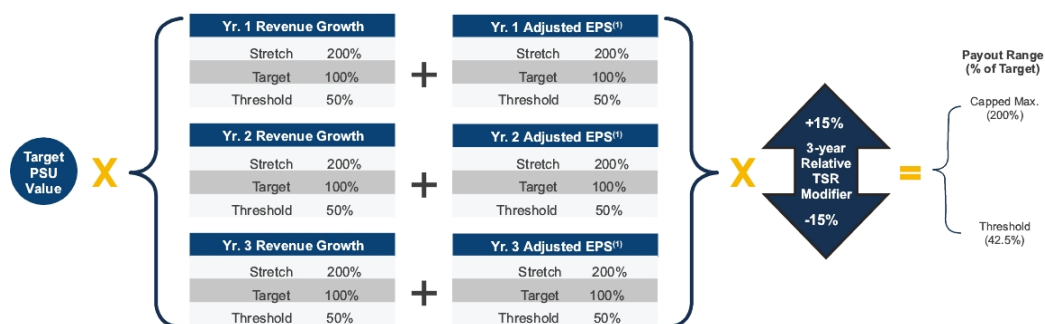 Target
PSU
Value
X
Yr. 1 Revenue Growth
Stretch 200%
Target 100%
Threshold 50%
+
Yr. 1 Adjusted EPS(1)
Stretch 200%
Target 100%
Threshold 50%
Yr. 2 Revenue Growth
Stretch 200%
Target 100%
Threshold 50%
+
Yr. 2 Adjusted EPS(1)
Stretch 200%
Target 100%
Threshold 50%
Yr. 3 Revenue Growth
Stretch 200%
Target 100%
Threshold 50%
+
Yr. 3 Adjusted EPS(1)
Stretch 200%
Target 100%
Threshold 50%
X
+15%
3-year
Relative
TSR
Modifier
-15%
=
Payout Range
(% of Target)
Capped Max.
(200%)
Threshold
(42.5%)